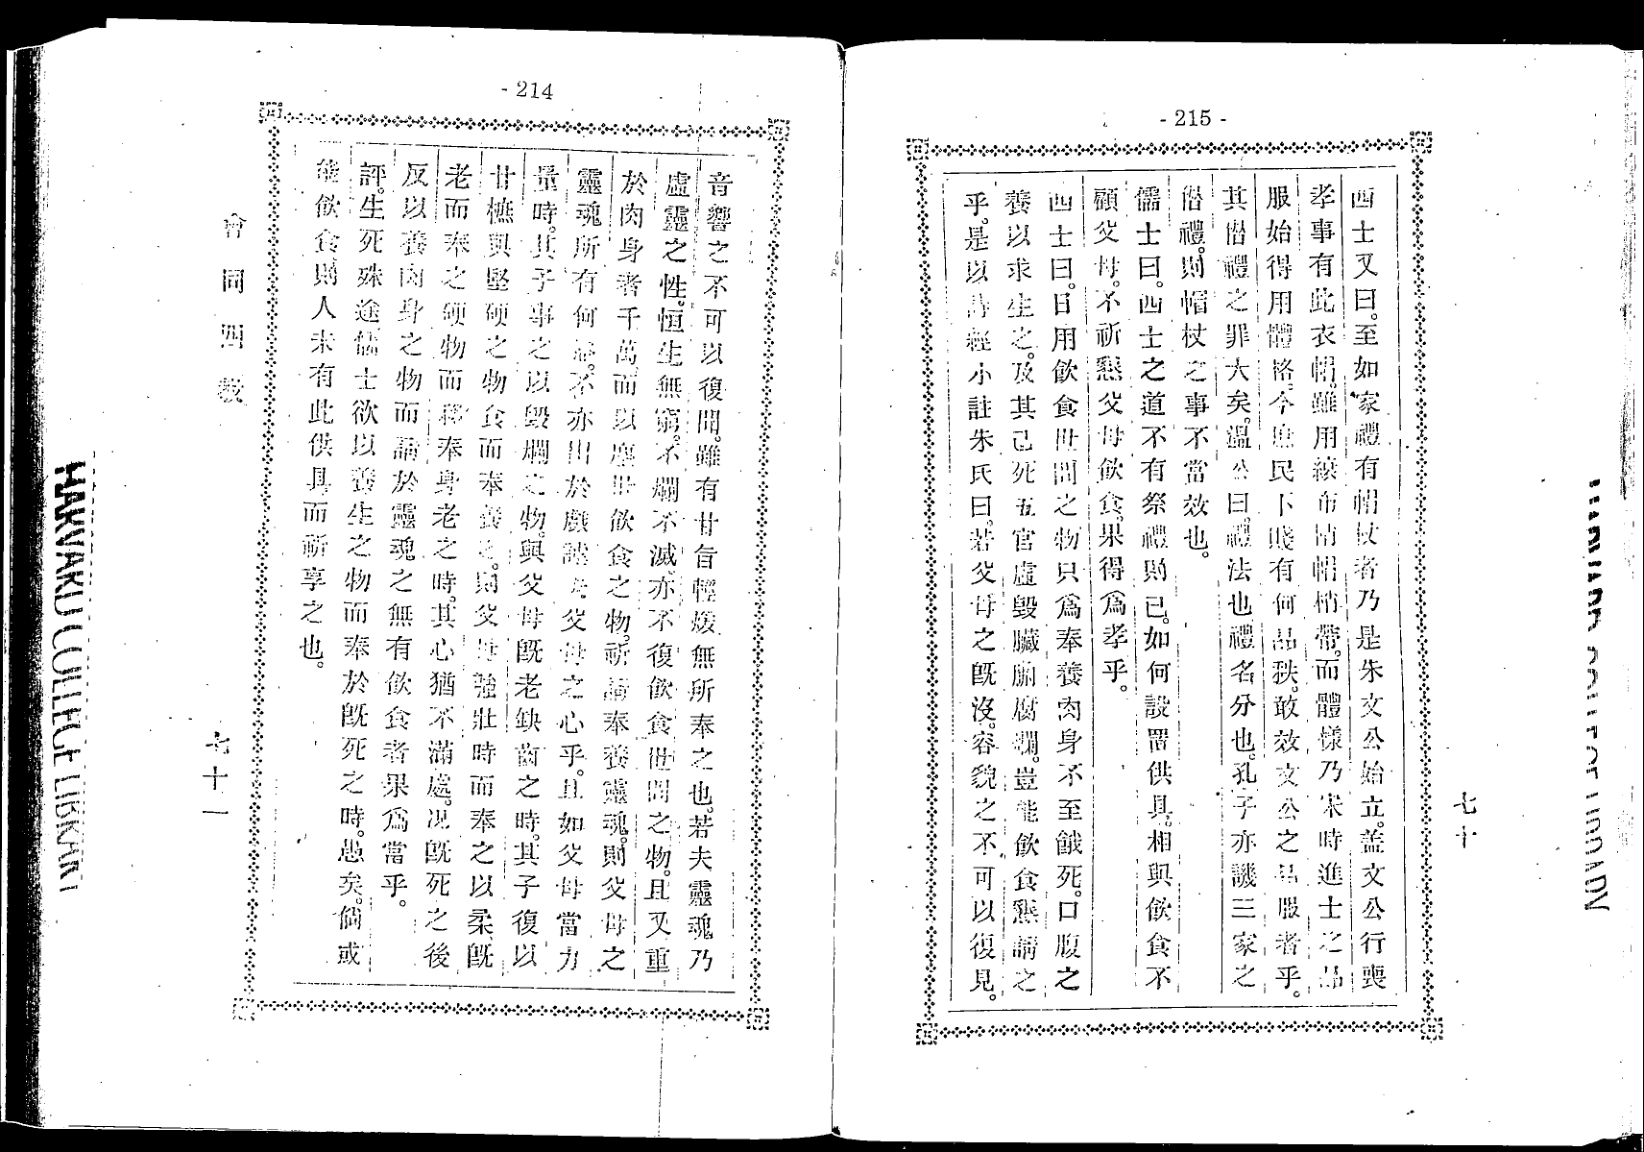 - 215 -
七十
西士又曰。至如家禮有帽杖者乃是朱文公始立。盖文公行喪
孝事有此衣帽。雖用線布精帽梢帶。而體樣乃宋時進士之品
服始得用體格。今庶民卜賤有何品秩。敢效文公之品服者乎。
其僭禮之罪大矣。溫公曰。禮法也禮名分也。孔子亦譏三家之
僭禮。則帽杖之事不當效也。
儒士曰。西士之道不有祭禮則已。如何設置供具。相與飲食不
顧父母。不祈懇父母飲食。果得爲孝乎。
西士曰。日用飲食世間之物只爲奉養肉身不至餓死。口腹之
養以求生之。及其己死五官虛毀臟腑腐爛。豈能飲食懇請之
乎。是以詩經小註朱氏曰。若父母之旣沒。容貌之不可以復見。
- 214
音響之不可以復聞。雖有甘旨輕煖無所奉之也。若夫靈魂乃
虛靈之性。恒生無窮。不爛不滅。亦不復飲食世間之物。且又重
於肉身者千萬。而以塵世飲食之物。祈請奉養靈魂。則父母之
靈魂所有何益。不亦出於戲謔父母之心乎。且如父母當力
量時。其子事之以毀爛之物。與父母旣老缺齒之時。其子復以
甘樵與堅硬之物食而奉養之。則父母强壯時而奉之以柔旣
老而奉之硬物而釋奉身老之時。其心猶不滿處。况旣死之後
反以養肉身之物而請於靈魂之無有飲食者果爲當乎。
評。生死殊途儒士欲以養生之物而奉於旣死之時。愚矣。倘或
能飲食。則人未有此供具而祈享之也。
會同四敎
七十一
HARVARD COLLEGE LIBRARY